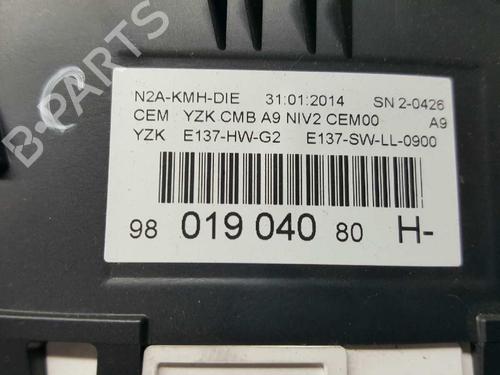 B-PARTS
N2A-KMH-DIE 31:01:2014 SN 2-0426
CEM YZK CMB A9 NIV2 CEM00 A9
YZK E137-HW-G2 E137-SW-LL-0900
98 019 040 80 H-